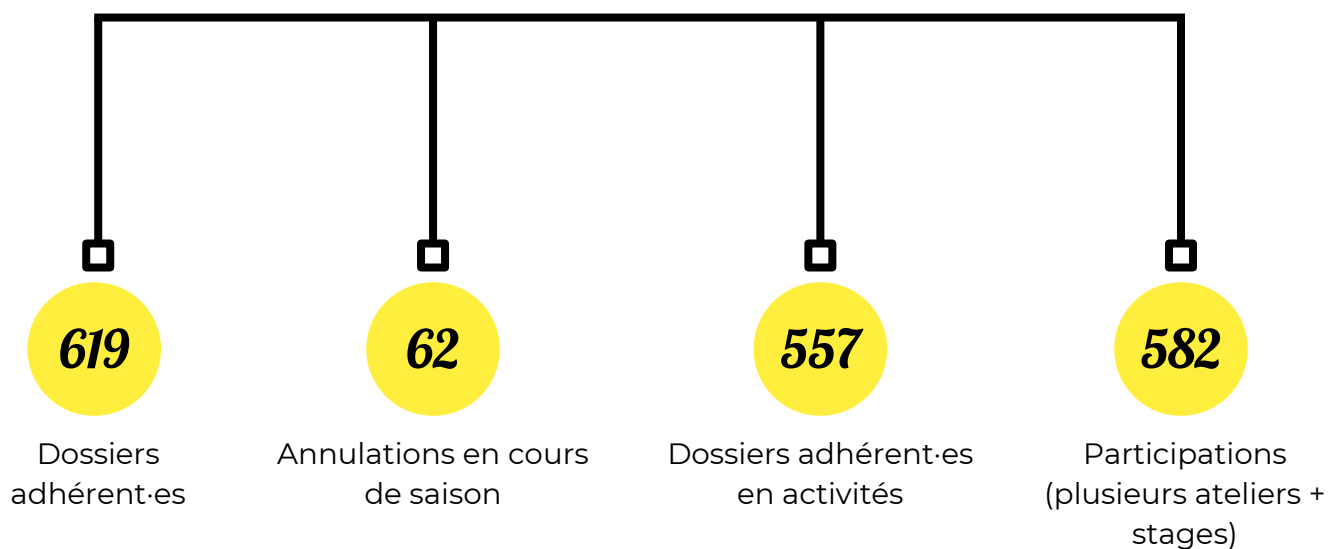 619
Dossiers
adhérent·es
62
Annulations en cours
de saison
557
Dossiers adhérent·es
en activités
582
Participations
(plusieurs ateliers +
stages)